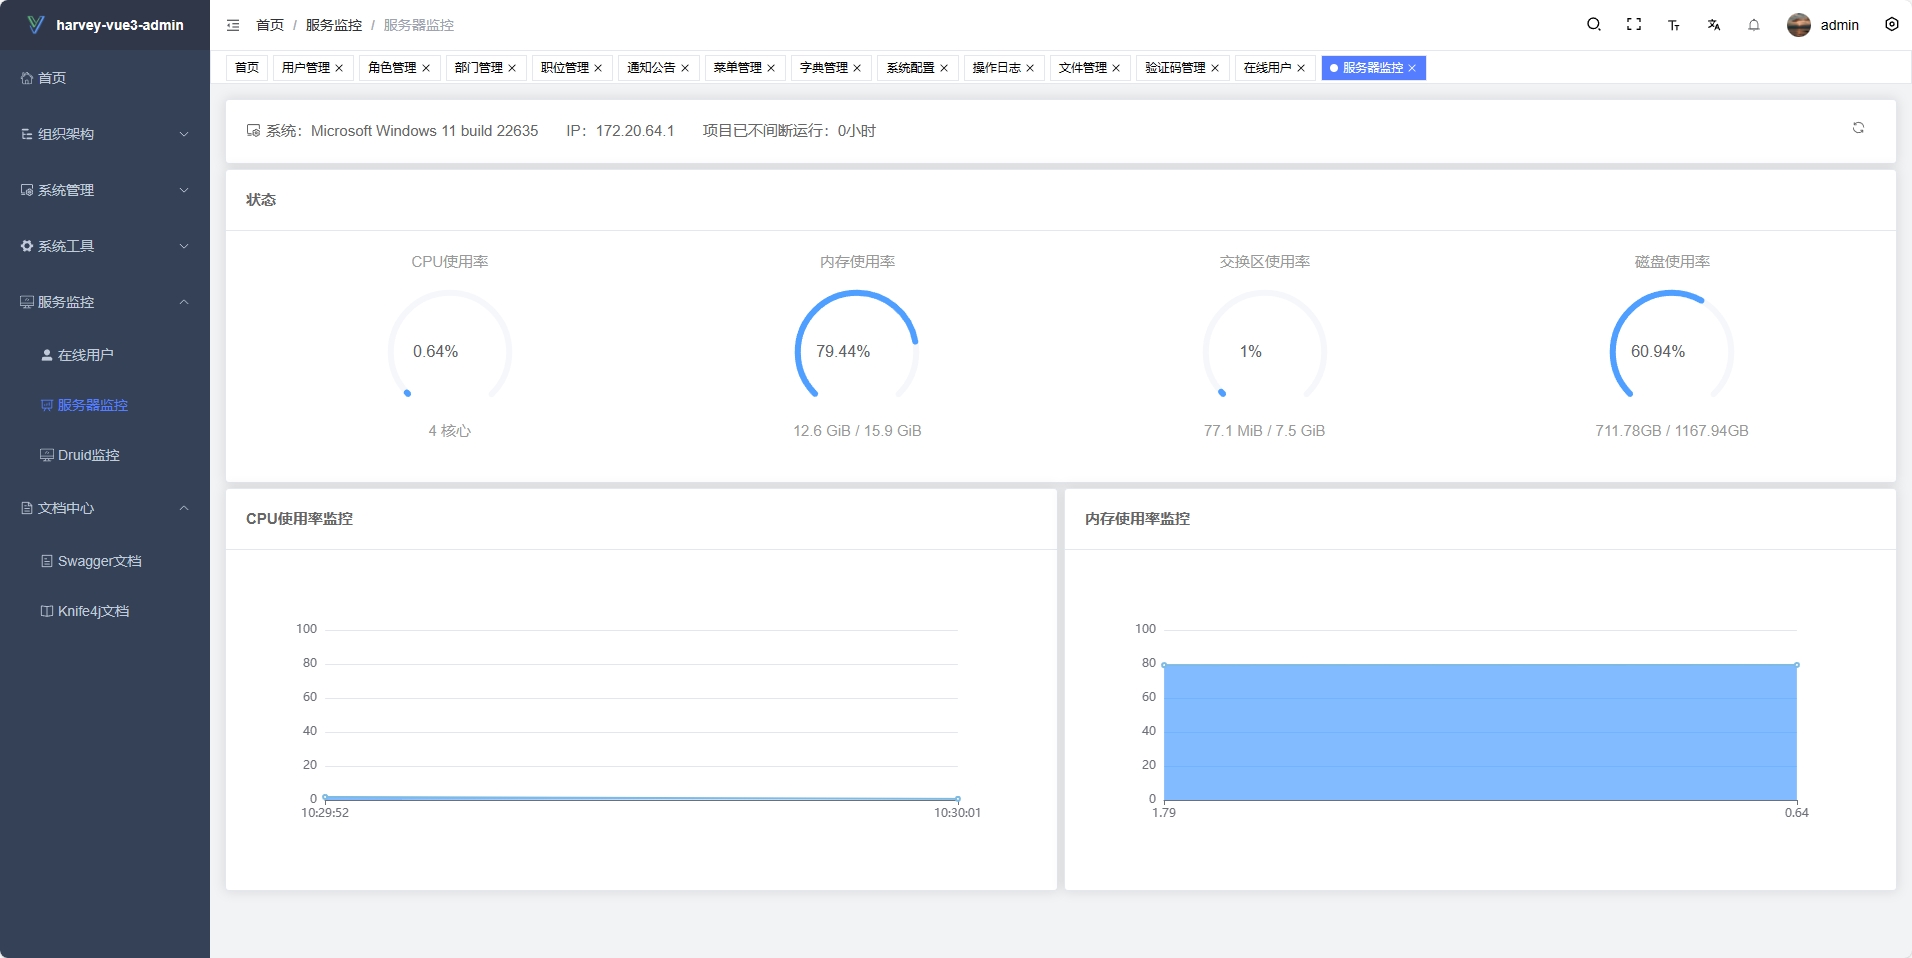 harvey-vue3-admin
首页 / 服务监控 / 服务器监控
admin
首页
用户管理
角色管理
部门管理
职位管理
通知公告
菜单管理
字典管理
系统配置
操作日志
文件管理
验证码管理
在线用户
服务器监控
首页
组织架构
系统管理
系统工具
服务监控
在线用户
服务器监控
Druid监控
文档中心
Swagger文档
Knife4j文档
系统：Microsoft Windows 11 build 22635 IP：172.20.64.1 项目已不间断运行：0小时
状态
CPU使用率
0.64%
4 核心
内存使用率
79.44%
12.6 GiB / 15.9 GiB
交换区使用率
1%
77.1 MiB / 7.5 GiB
磁盘使用率
60.94%
711.78GB / 1167.94GB
CPU使用率监控
100
80
60
40
20
0
10:29:52 10:30:01
内存使用率监控
100
80
60
40
20
0
1.79 0.64